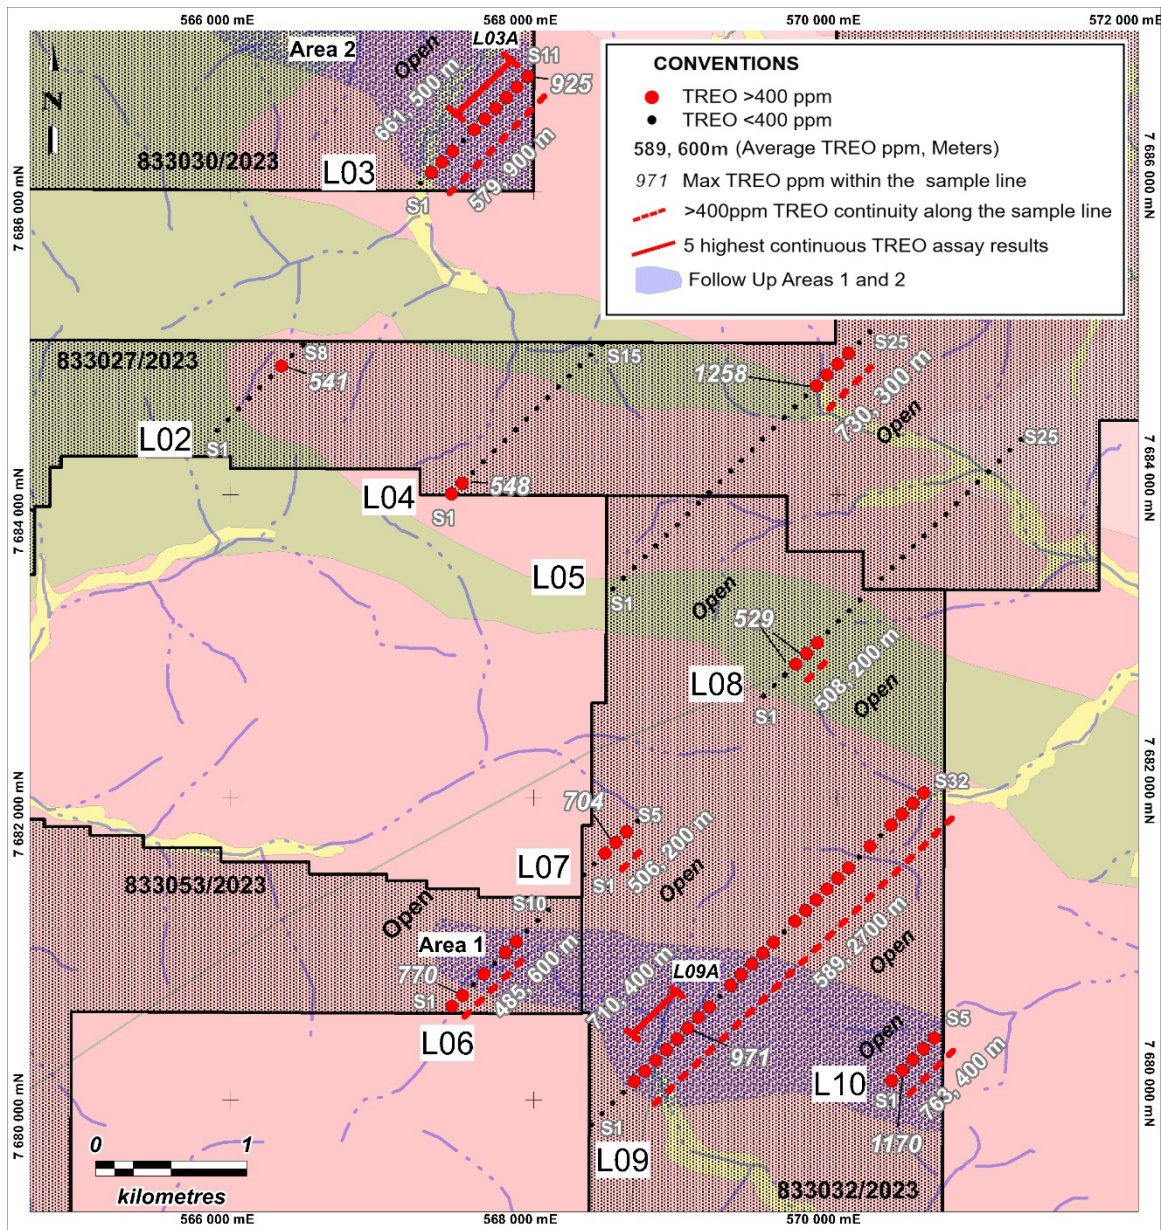 566 000 mE
568 000 mE
570 000 mE
572 000 mE
Area 2
Open
L03A
S11
925
661, 500 m
N
833030/2023
L03
S1
579, 900 m
CONVENTIONS
TREO >400 ppm
TREO <400 ppm
589, 600m (Average TREO ppm, Meters)
971 Max TREO ppm within the sample line
>400ppm TREO continuity along the sample line
5 highest continuous TREO assay results
Follow Up Areas 1 and 2
7 686 000 mN
7 686 000 mN
833027/2023
S8
541
L02
S1
S15
1258
S25
730, 300 m
Open
S25
L04
548
S1
7 684 000 mN
7 684 000 mN
L05
S1
Open
529
L08
508, 200 m
Open
S1
7 682 000 mN
7 682 000 mN
704
S5
L07
S1
506, 200 m
Open
S32
833053/2023
Open
S10
Area 1
770
S1
485, 600 m
L06
589, 2700 m
Open
L09A
710, 400 m
971
Open
S5
L10
S1
763, 400 m
1170
7 680 000 mN
7 680 000 mN
S1
L09
833032/2023
0 1
kilometres
566 000 mE
568 000 mE
570 000 mE